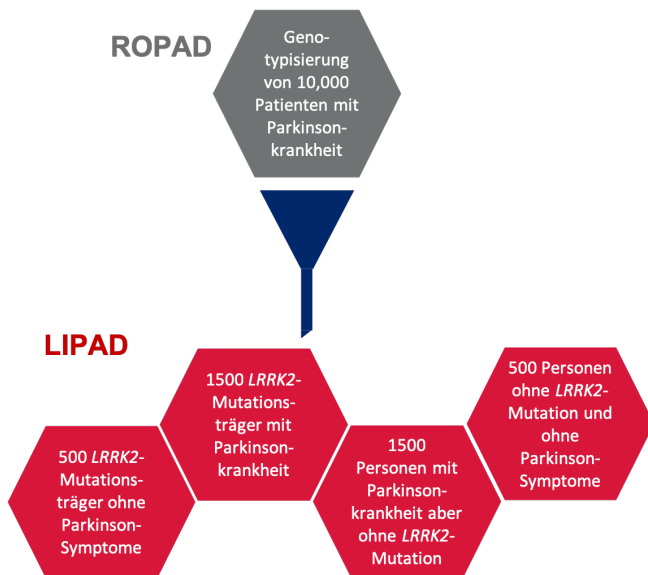 ROPAD
Geno-
typisierung
von 10,000
Patienten mit
Parkinson-
krankheit
LIPAD
500 LRRK2-
Mutations-
träger ohne
Parkinson-
Symptome
1500 LRRK2-
Mutations-
träger mit
Parkinson-
krankheit
1500
Personen mit
Parkinson-
krankheit aber
ohne LRRK2-
Mutation
500 Personen
ohne LRRK2-
Mutation und
ohne
Parkinson-
Symptome